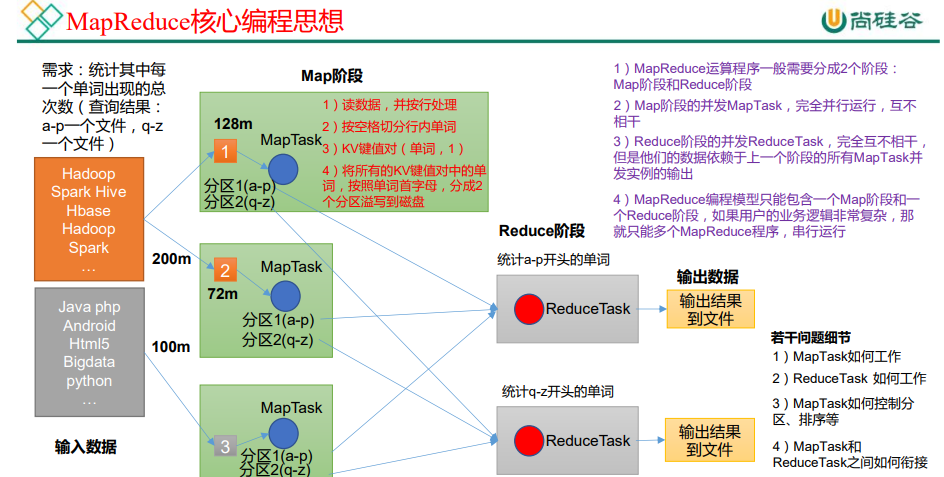 MapReduce核心编程思想
尚硅谷
需求：统计其中每
一个单词出现的总
次数（查询结果：
a-p一个文件，q-z
一个文件）
Hadoop
Spark Hive
Hbase
Hadoop
Spark
…
Java php
Android
Html5
Bigdata
python
…
输入数据
200m
100m
Map阶段
128m
1
MapTask
分区1(a-p)
分区2(q-z)
1）读数据，并按行处理
2）按空格切分行内单词
3）KV键值对（单词，1）
4）将所有的KV键值对中的单
词，按照单词首字母，分成2
个分区溢写到磁盘
2
72m
MapTask
分区1(a-p)
分区2(q-z)
3
MapTask
分区1(a-p)
分区2(q-z)
Reduce阶段
统计a-p开头的单词
ReduceTask
统计q-z开头的单词
ReduceTask
输出数据
输出结果
到文件
输出结果
到文件
1）MapReduce运算程序一般需要分成2个阶段：
Map阶段和Reduce阶段
2）Map阶段的并发MapTask，完全并行运行，互不
相干
3）Reduce阶段的并发ReduceTask，完全互不相干，
但是他们的数据依赖于上一个阶段的所有MapTask并
发实例的输出
4）MapReduce编程模型只能包含一个Map阶段和一
个Reduce阶段，如果用户的业务逻辑非常复杂，那
就只能多个MapReduce程序，串行运行
若干问题细节
1）MapTask如何工作
2）ReduceTask 如何工作
3）MapTask如何控制分
区、排序等
4）MapTask和
ReduceTask之间如何衔接